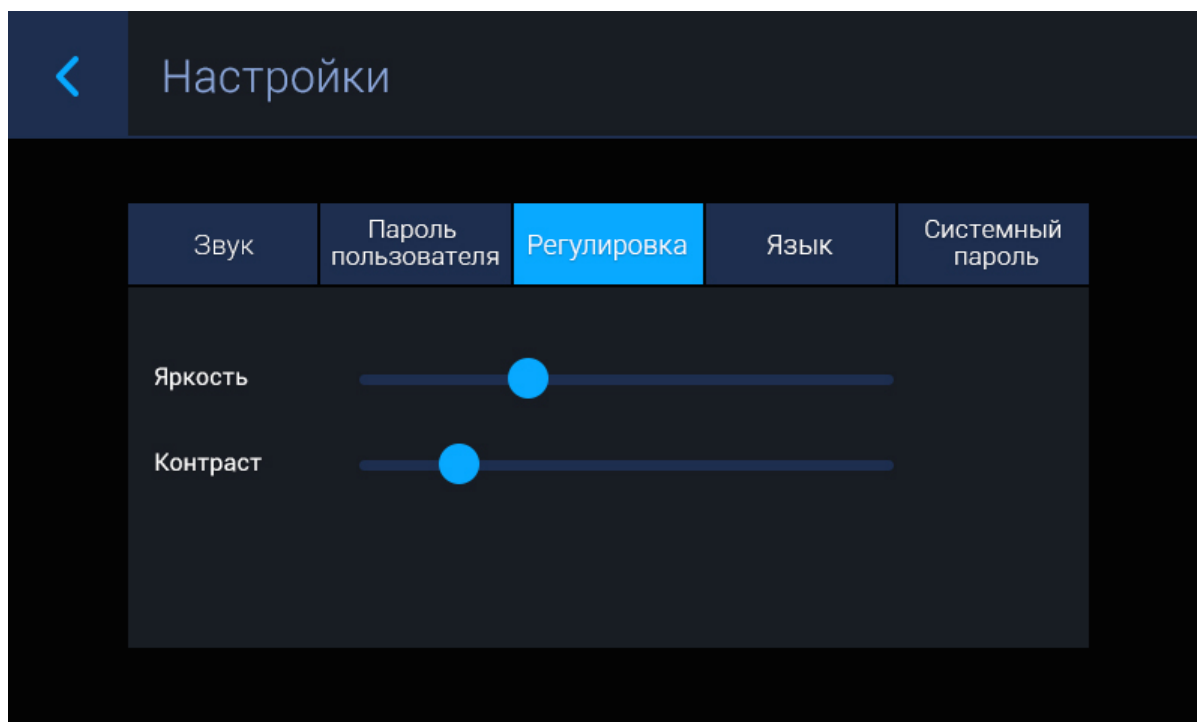 Настройки
Звук
Пароль
пользователя
Регулировка
Язык
Системный
пароль
Яркость
Контраст